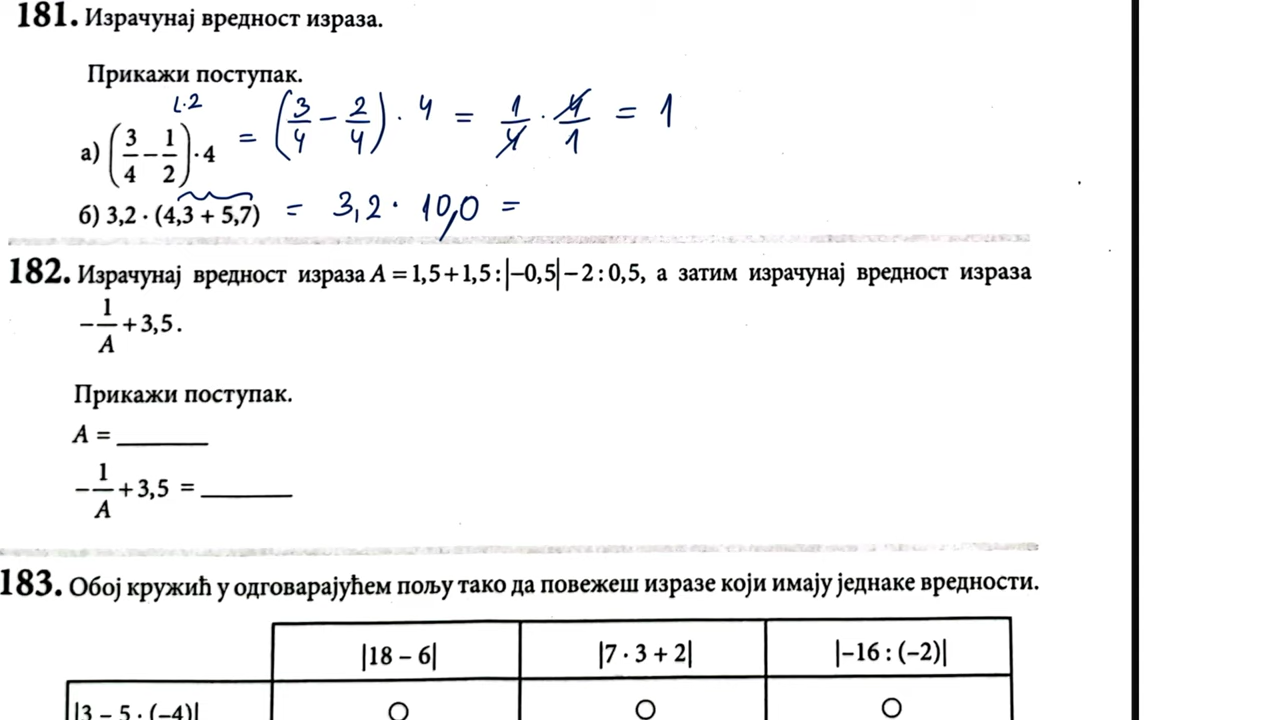 181. Израчунај вредност израза.
Прикажи поступак.
а) (3/4 − 1/2) · 4 = (3/4 − 2/4) · 4 = 1/4 · 4/1 = 1
б) 3,2 · (4,3 + 5,7) = 3,2 · 10,0 =
182. Израчунај вредност израза A = 1,5+1,5:|−0,5|−2:0,5, а затим израчунај вредност израза
−1/A + 3,5.
Прикажи поступак.
A = ______
−1/A + 3,5 = ______
183. Обој кружић у одговарајућем пољу тако да повежеш изразе који имају једнаке вредности.
|18 − 6| |7 · 3 + 2| |−16 : (−2)|
|3 − 5 · (−4)|